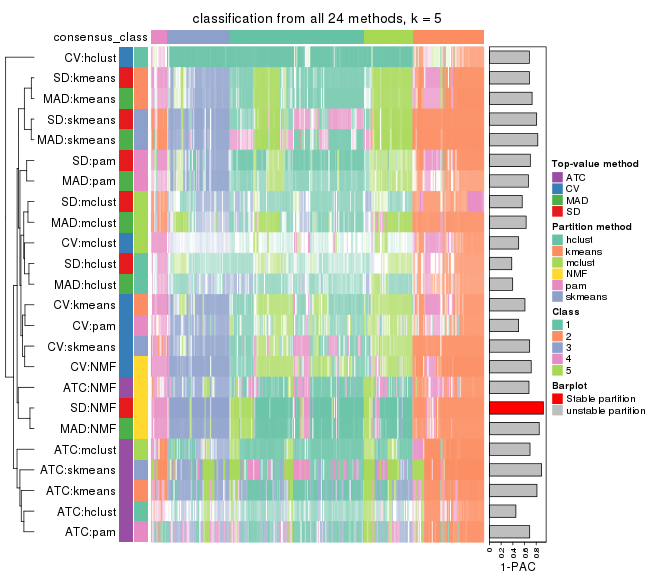 classification from all 24 methods, k = 5
consensus_class
CV:hclust
SD:kmeans
MAD:kmeans
SD:skmeans
MAD:skmeans
SD:pam
MAD:pam
SD:mclust
MAD:mclust
CV:mclust
SD:hclust
MAD:hclust
CV:kmeans
CV:pam
CV:skmeans
CV:NMF
ATC:NMF
SD:NMF
MAD:NMF
ATC:mclust
ATC:skmeans
ATC:kmeans
ATC:hclust
ATC:pam
0
0.2
0.4
0.6
0.8
1-PAC
Top-value method
ATC
CV
MAD
SD
Partition method
hclust
kmeans
mclust
NMF
pam
skmeans
Class
1
2
3
4
5
Barplot
Stable partition
unstable partition